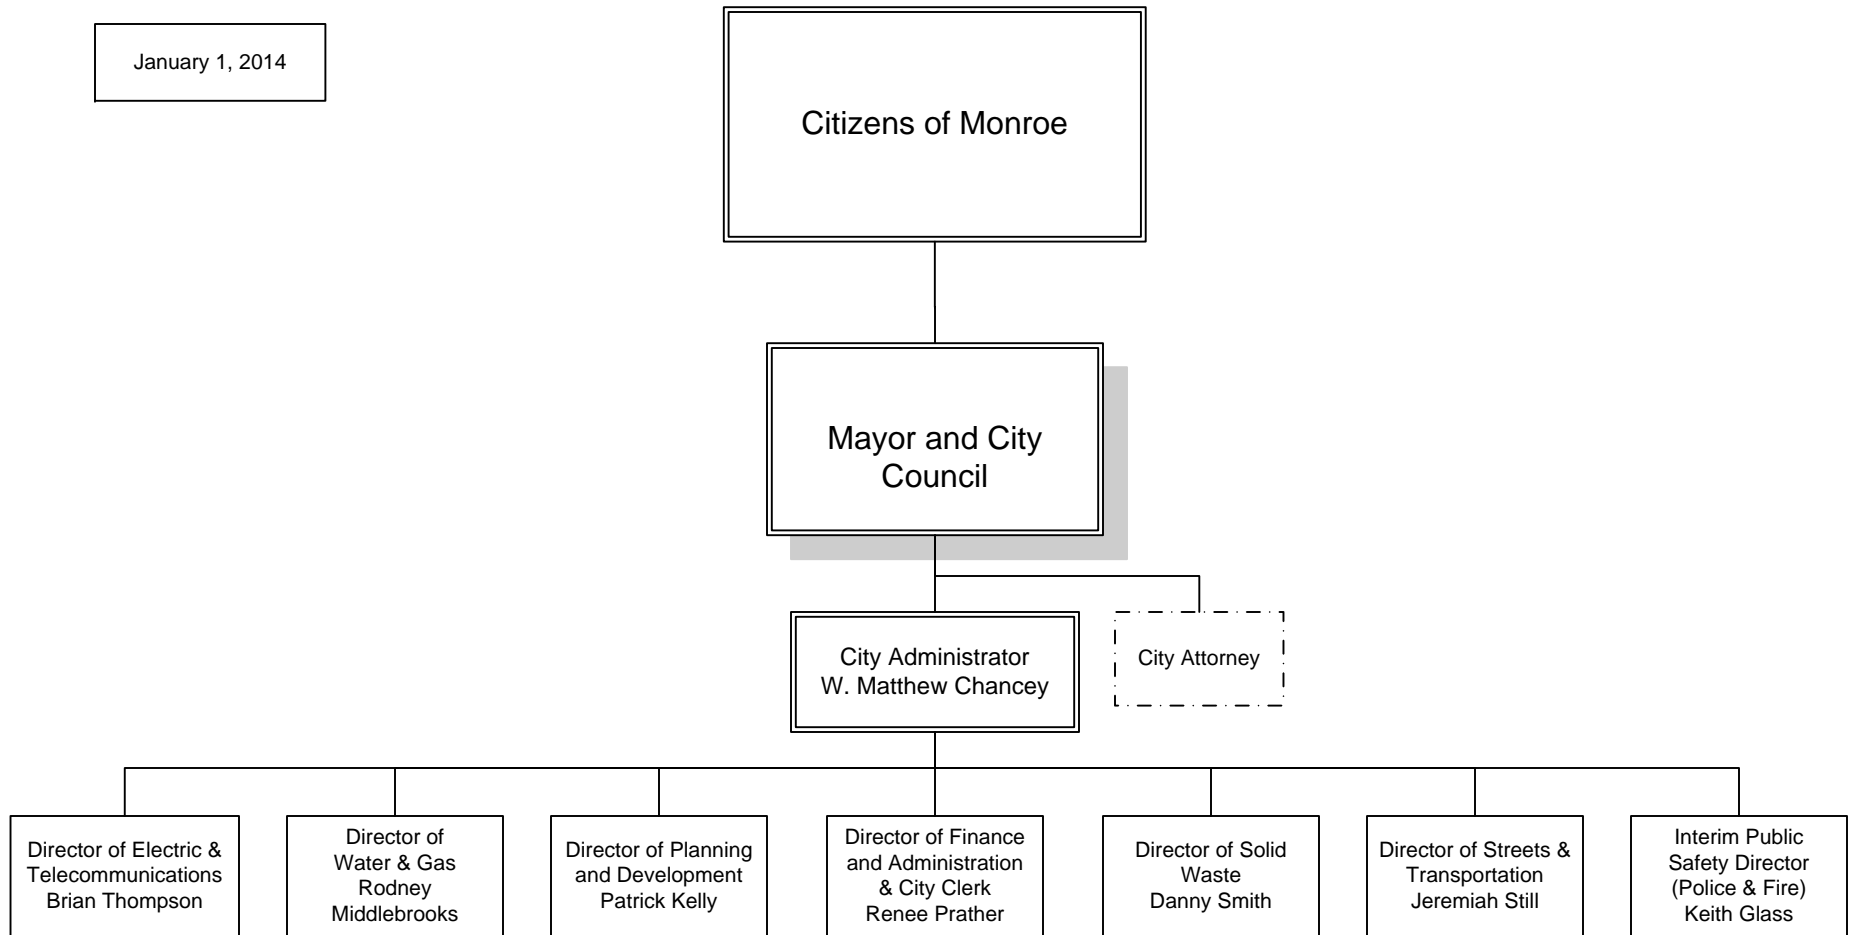 January 1, 2014
Citizens of Monroe
Mayor and City
Council
City Administrator
W. Matthew Chancey
City Attorney
Director of Electric &
Telecommunications
Brian Thompson
Director of
Water & Gas
Rodney
Middlebrooks
Director of Planning
and Development
Patrick Kelly
Director of Finance
and Administration
& City Clerk
Renee Prather
Director of Solid
Waste
Danny Smith
Director of Streets &
Transportation
Jeremiah Still
Interim Public
Safety Director
(Police & Fire)
Keith Glass